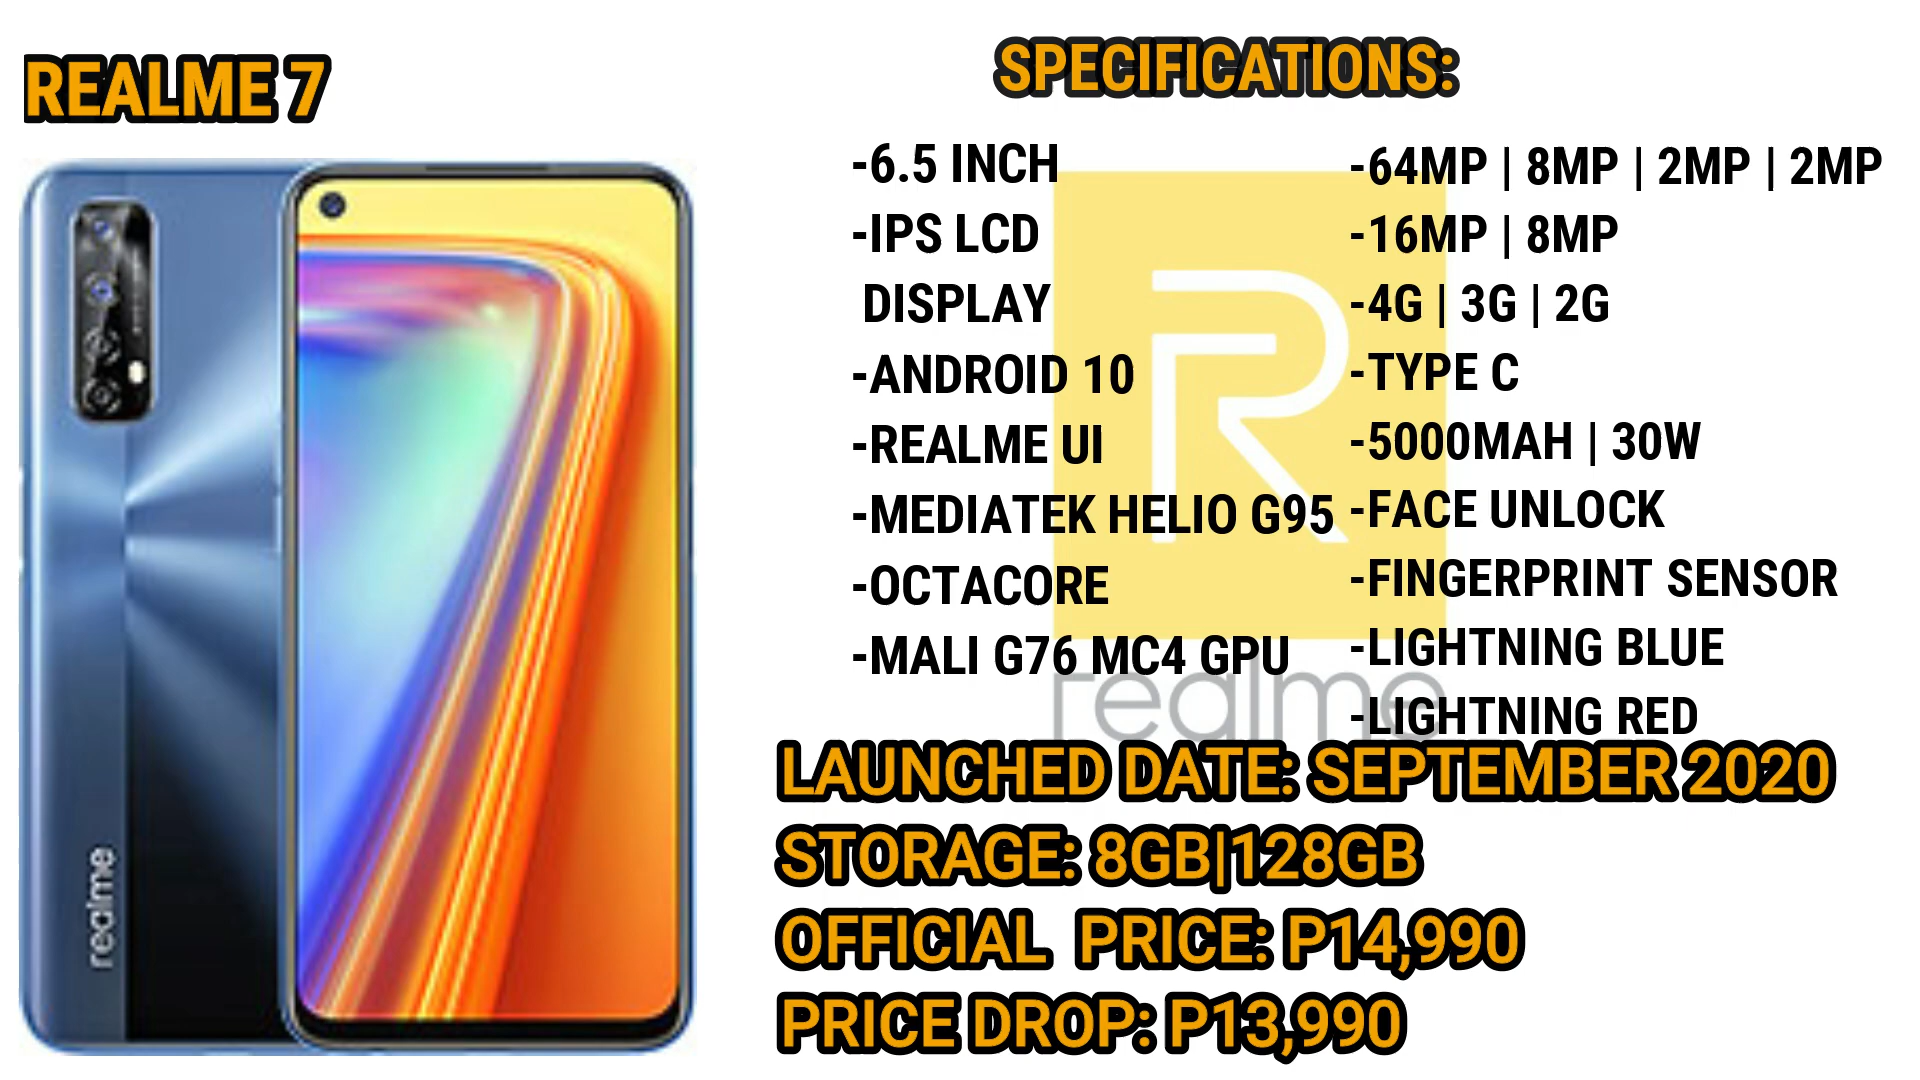 REALME 7
realme
SPECIFICATIONS:
-6.5 INCH
-IPS LCD
DISPLAY
-ANDROID 10
-REALME UI
-MEDIATEK HELIO G95
-OCTACORE
-MALI G76 MC4 GPU
-64MP | 8MP | 2MP | 2MP
-16MP | 8MP
-4G | 3G | 2G
-TYPE C
-5000MAH | 30W
-FACE UNLOCK
-FINGERPRINT SENSOR
-LIGHTNING BLUE
-LIGHTNING RED
realme
LAUNCHED DATE: SEPTEMBER 2020
STORAGE: 8GB|128GB
OFFICIAL  PRICE: P14,990
PRICE DROP: P13,990